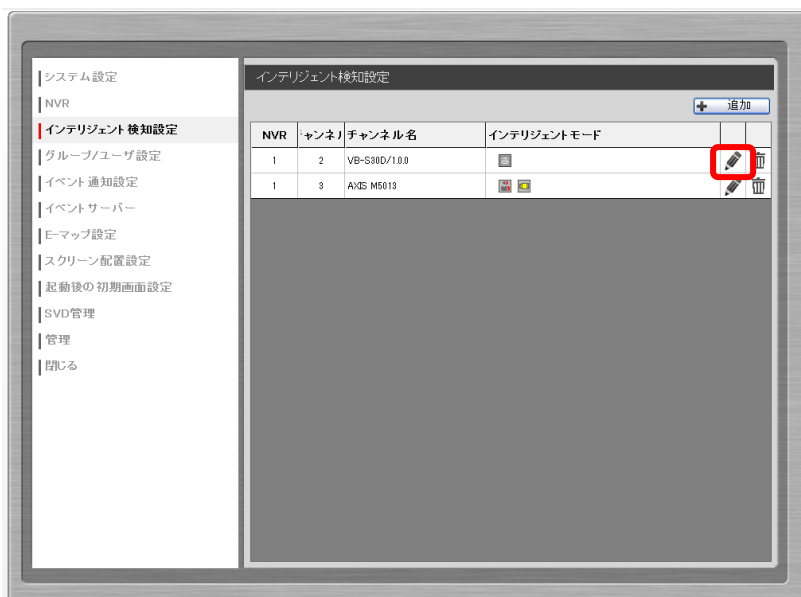 システム設定
NVR
インテリジェント検知設定
グループ/ユーザ設定
イベント通知設定
イベントサーバー
E-マップ設定
スクリーン配置設定
起動後の初期画面設定
SVD管理
管理
閉じる
インテリジェント検知設定
追加
NVR ャンネル チャンネル名 インテリジェントモード
1 2 VB-S30D/1.0.0
1 3 AXIS M5013